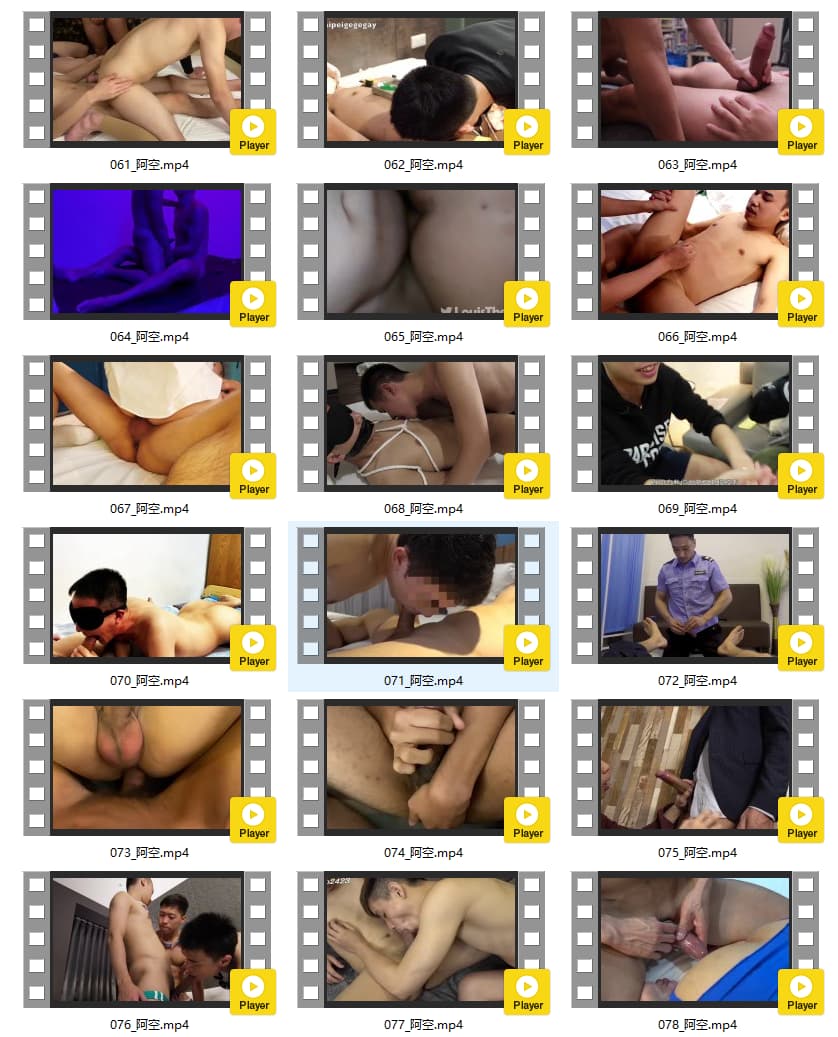 aipeigegegay
Player
Player
Player
061_阿空.mp4
062_阿空.mp4
063_阿空.mp4
LouisTh
Player
Player
Player
064_阿空.mp4
065_阿空.mp4
066_阿空.mp4
Player
Player
Player
067_阿空.mp4
068_阿空.mp4
069_阿空.mp4
Player
Player
Player
070_阿空.mp4
071_阿空.mp4
072_阿空.mp4
Player
Player
Player
073_阿空.mp4
074_阿空.mp4
075_阿空.mp4
2423
Player
Player
Player
076_阿空.mp4
077_阿空.mp4
078_阿空.mp4